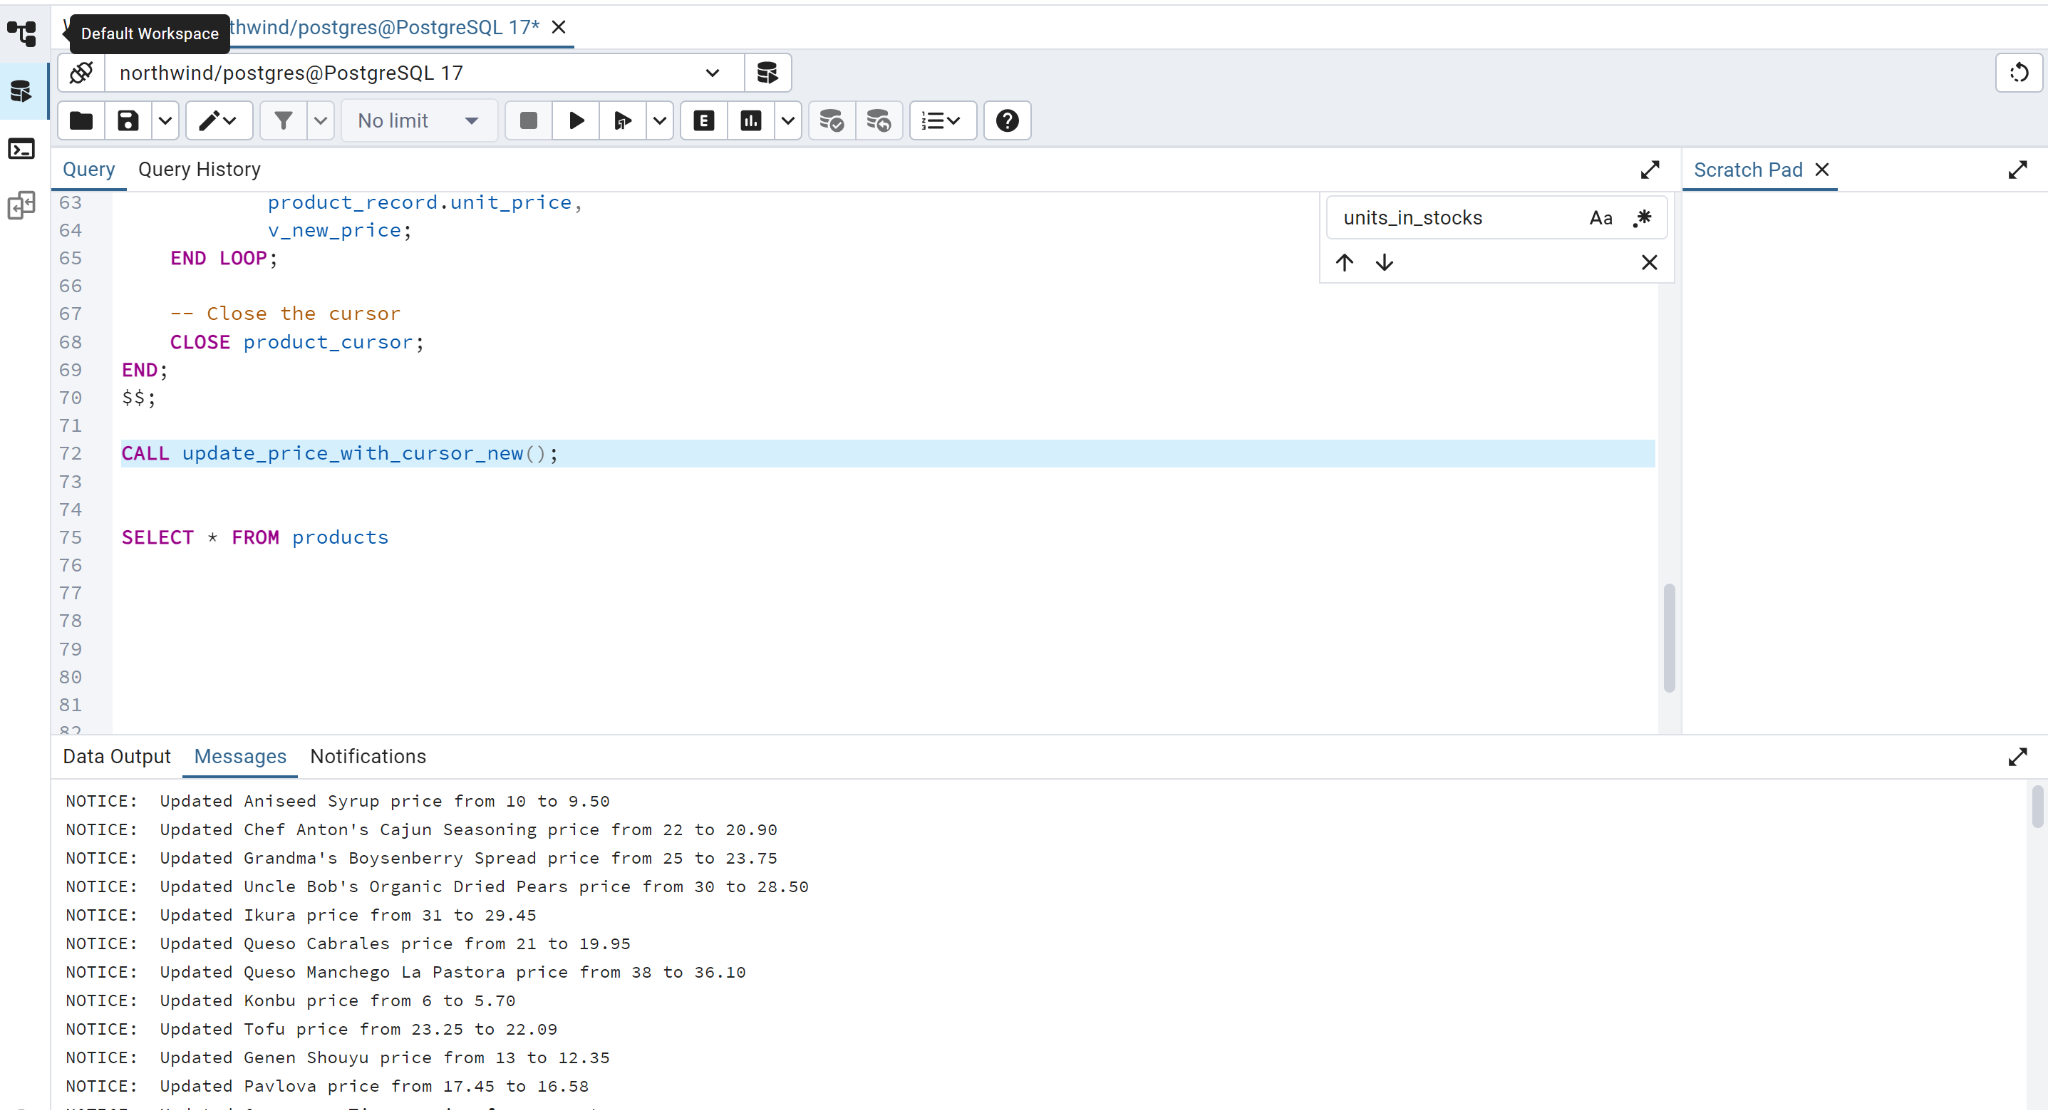 Default Workspace
thwind/postgres@PostgreSQL 17*
northwind/postgres@PostgreSQL 17
No limit
E
Query Query History
Scratch Pad
units_in_stocks Aa .*
63 product_record.unit_price,
64 v_new_price;
65 END LOOP;
66
67 -- Close the cursor
68 CLOSE product_cursor;
69 END;
70 $$;
71
72 CALL update_price_with_cursor_new();
73
74
75 SELECT * FROM products
76
77
78
79
80
81
82
Data Output Messages Notifications
NOTICE: Updated Aniseed Syrup price from 10 to 9.50
NOTICE: Updated Chef Anton's Cajun Seasoning price from 22 to 20.90
NOTICE: Updated Grandma's Boysenberry Spread price from 25 to 23.75
NOTICE: Updated Uncle Bob's Organic Dried Pears price from 30 to 28.50
NOTICE: Updated Ikura price from 31 to 29.45
NOTICE: Updated Queso Cabrales price from 21 to 19.95
NOTICE: Updated Queso Manchego La Pastora price from 38 to 36.10
NOTICE: Updated Konbu price from 6 to 5.70
NOTICE: Updated Tofu price from 23.25 to 22.09
NOTICE: Updated Genen Shouyu price from 13 to 12.35
NOTICE: Updated Pavlova price from 17.45 to 16.58